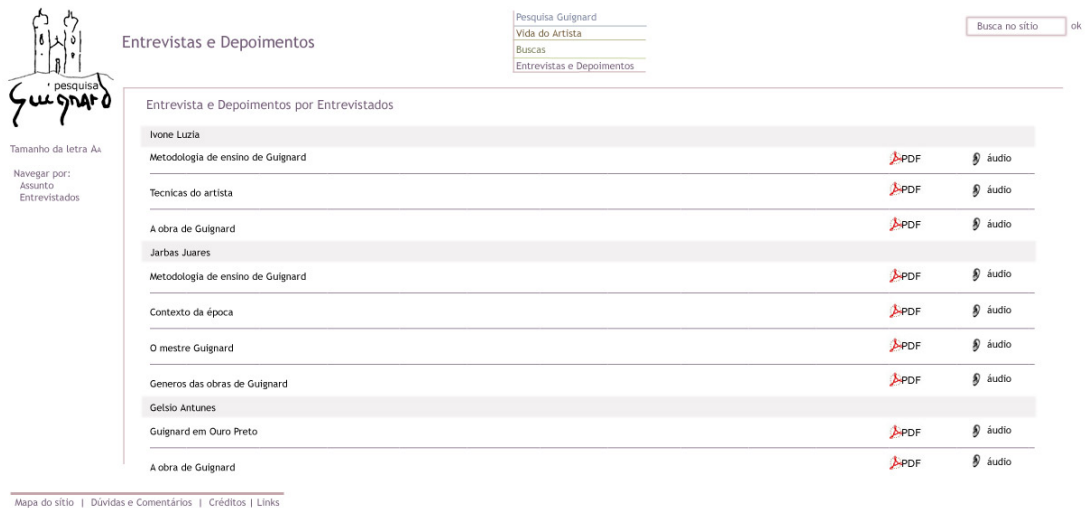 pesquisa
Guignard
Entrevistas e Depoimentos
Pesquisa Guignard
Vida do Artista
Buscas
Entrevistas e Depoimentos
Busca no sítio ok
Tamanho da letra AA
Navegar por:
Assunto
Entrevistados
Entrevista e Depoimentos por Entrevistados
Ivone Luzia
Metodologia de ensino de Guignard PDF áudio
Tecnicas do artista PDF áudio
A obra de Guignard PDF áudio
Jarbas Juares
Metodologia de ensino de Guignard PDF áudio
Contexto da época PDF áudio
O mestre Guignard PDF áudio
Generos das obras de Guignard PDF áudio
Gelsio Antunes
Guignard em Ouro Preto PDF áudio
A obra de Guignard PDF áudio
Mapa do sítio | Dúvidas e Comentários | Créditos | Links